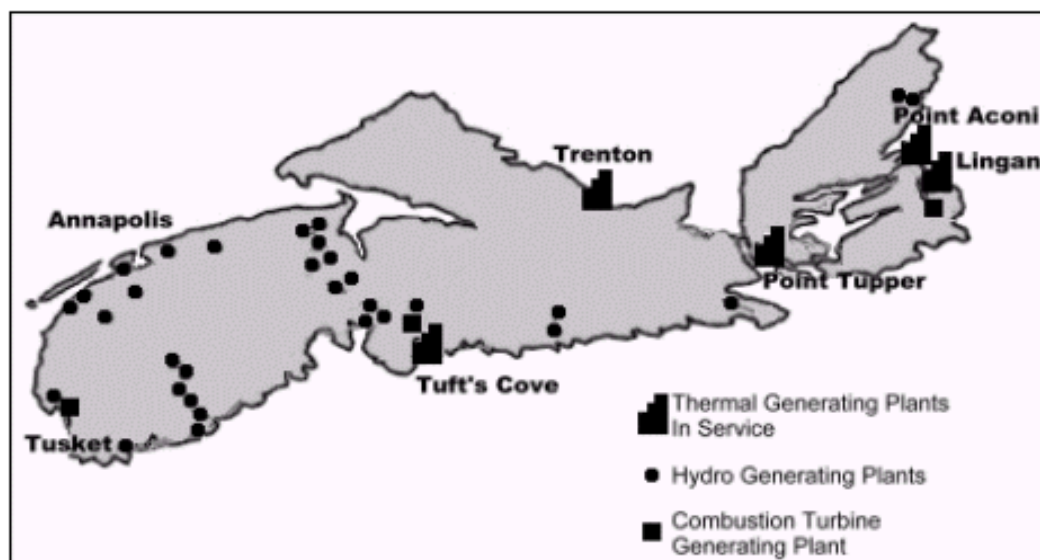 Point Aconi
Trenton
Lingan
Annapolis
Point Tupper
Tuft's Cove
Tusket
Thermal Generating Plants
In Service
Hydro Generating Plants
Combustion Turbine
Generating Plant